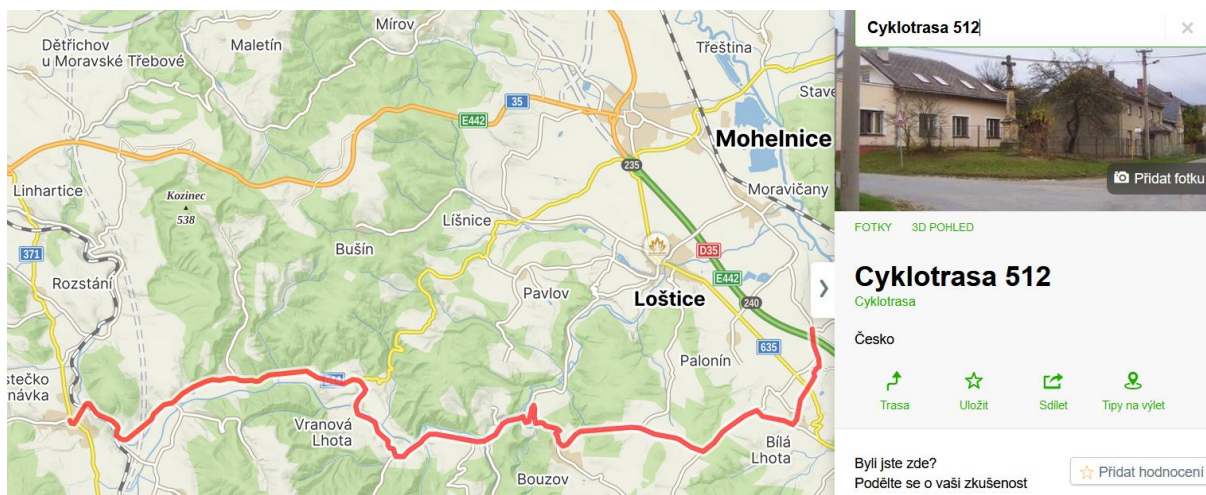 Mírov
Dětřichov
u Moravské Třebové
Maletín
Třeština
Stave
35
E442
Mohelnice
235
Linhartice
Kozinec
538
Moravičany
Líšnice
371
Bušín
D35
Rozstání
E442
Pavlov
Loštice
240
635
Palonín
stečko
návka
Vranová
Lhota
Bílá
Lhota
Bouzov
Cyklotrasa 512
×
Přidat fotku
FOTKY 3D POHLED
Cyklotrasa 512
Cyklotrasa
Česko
Trasa Uložit Sdílet Tipy na výlet
Byli jste zde?
Podělte se o vaši zkušenost
Přidat hodnocení